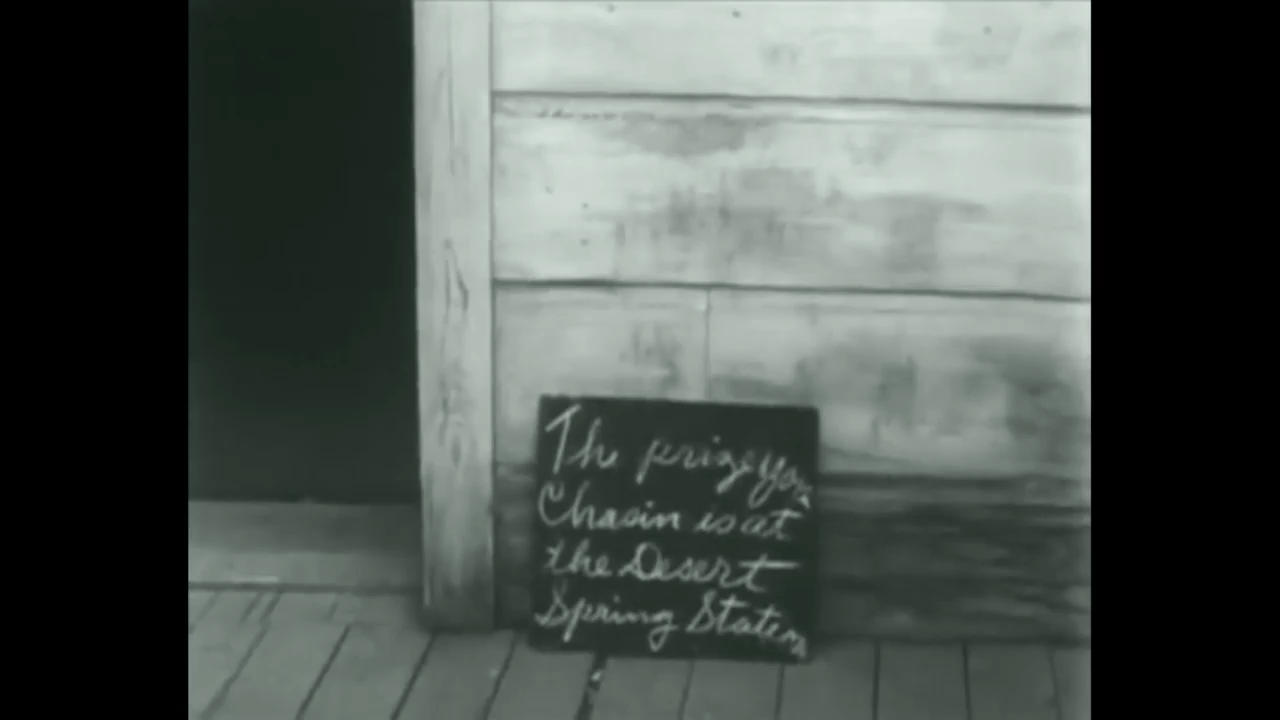 The prize you
Chasin is at
the Desert
Spring Station